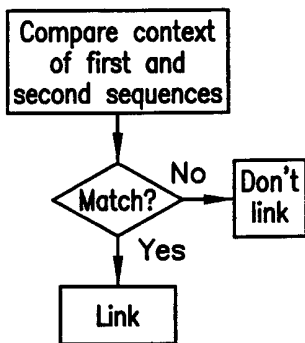 Compare context
of first and
second sequences
Match?
No
Don't
link
Yes
Link